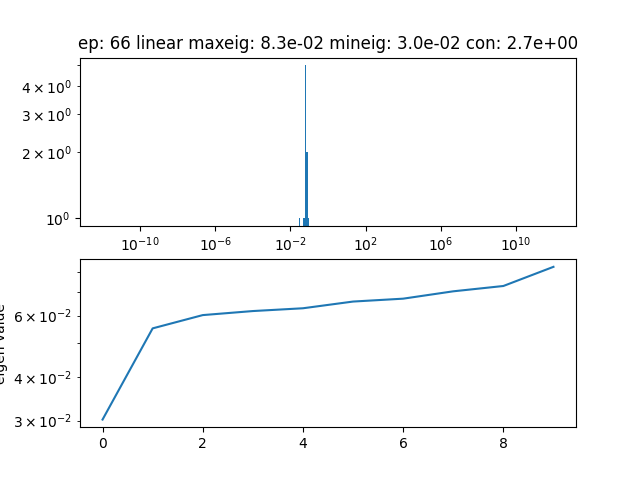 ep: 66 linear maxeig: 8.3e-02 mineig: 3.0e-02 con: 2.7e+00
4 × 10⁰
3 × 10⁰
2 × 10⁰
10⁰
10⁻¹⁰ 10⁻⁶ 10⁻² 10² 10⁶ 10¹⁰
eigen value
6 × 10⁻²
4 × 10⁻²
3 × 10⁻²
0 2 4 6 8